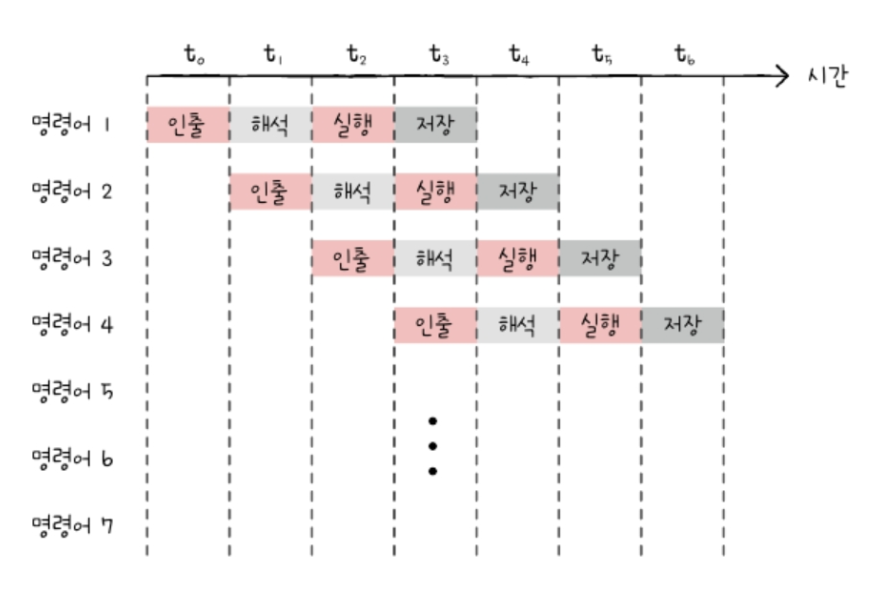 t₀ t₁ t₂ t₃ t₄ t₅ t₆ 시간
명령어 1 인출 해석 실행 저장
명령어 2 인출 해석 실행 저장
명령어 3 인출 해석 실행 저장
명령어 4 인출 해석 실행 저장
명령어 5
명령어 6
명령어 7